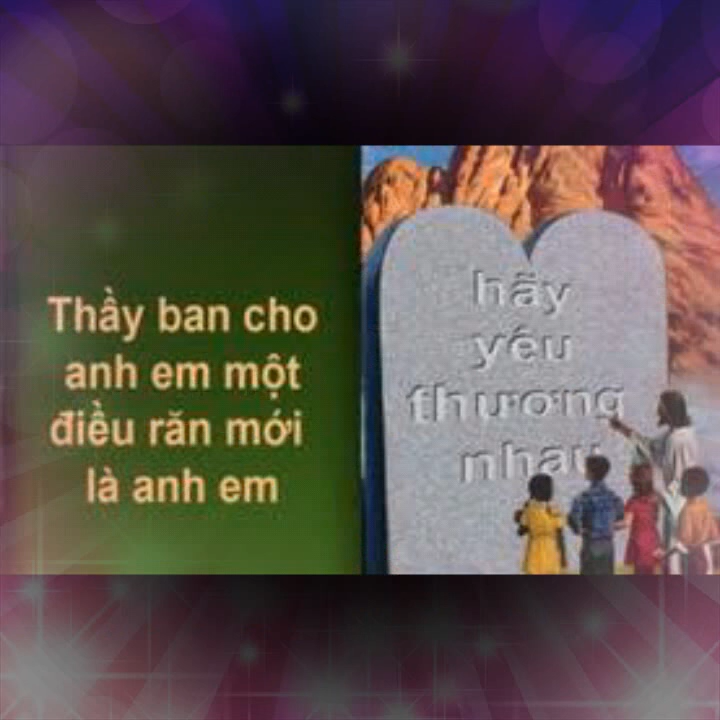 Thầy ban cho
anh em một
điều răn mới
là anh em
hãy
yêu
thương
nhau